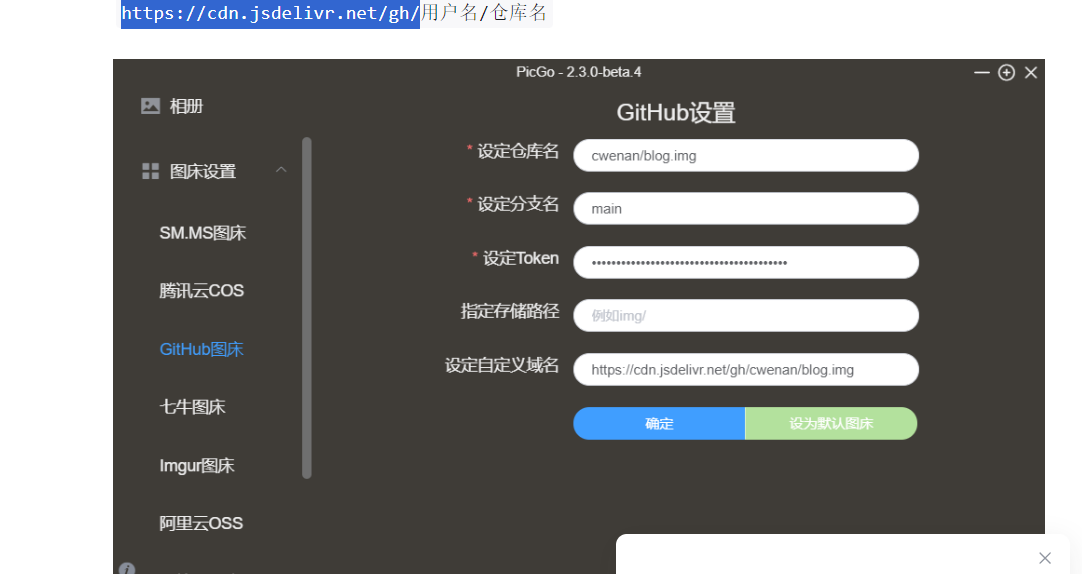 https://cdn.jsdelivr.net/gh/用户名/仓库名
PicGo - 2.3.0-beta.4
相册
GitHub设置
* 设定仓库名 cwenan/blog.img
图床设置
* 设定分支名 main
SM.MS图床
* 设定Token ••••••••••••••••••••••••••••••••••••••••
腾讯云COS
指定存储路径 例如img/
GitHub图床
设定自定义域名 https://cdn.jsdelivr.net/gh/cwenan/blog.img
七牛图床
确定 设为默认图床
Imgur图床
阿里云OSS